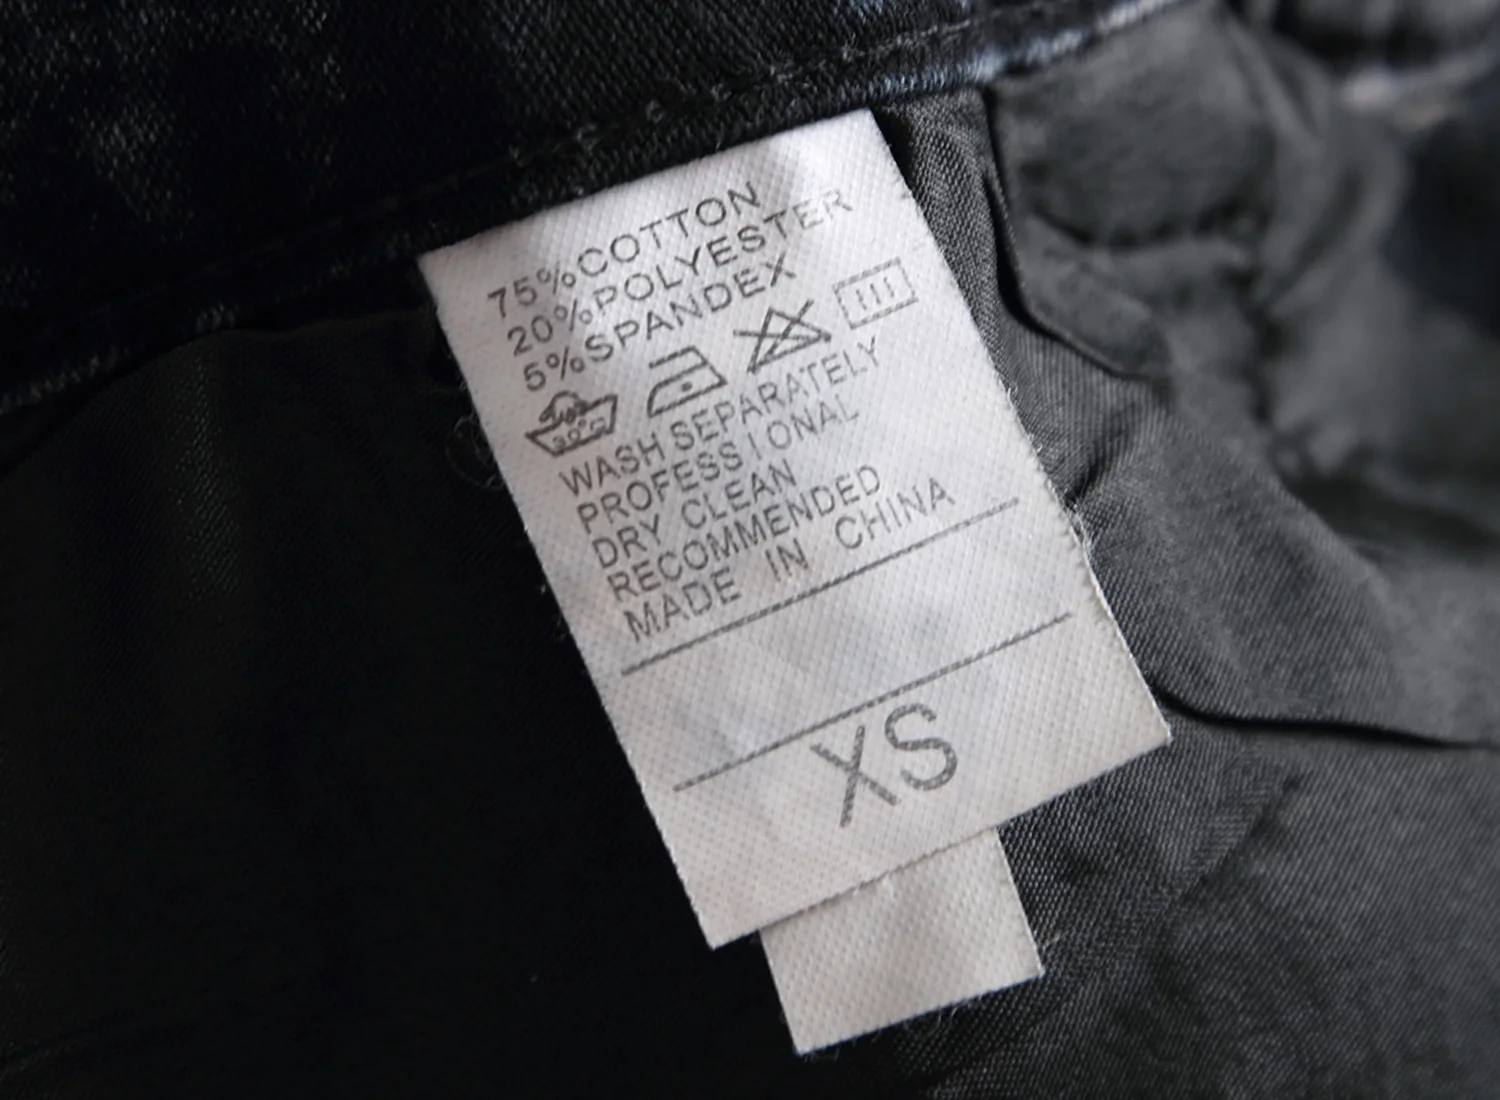 75%COTTON
20%POLYESTER
5%SPANDEX
30°C
WASH SEPARATELY
PROFESSIONAL
DRY CLEAN
RECOMMENDED
MADE IN CHINA
XS